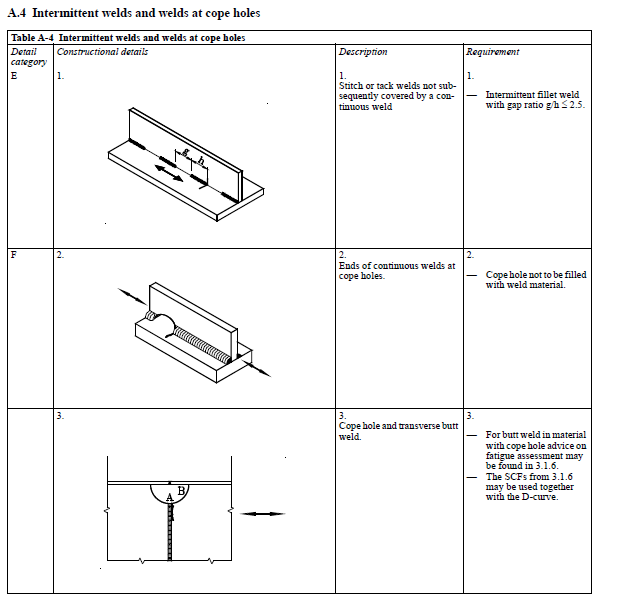 A.4 Intermittent welds and welds at cope holes
Table A-4 Intermittent welds and welds at cope holes
Detail
category
Constructional details
Description
Requirement
E
1.
g
h
1.
Stitch or tack welds not sub-
sequently covered by a con-
tinuous weld
1.
— Intermittent fillet weld
with gap ratio g/h ≤ 2.5.
F
2.
2.
Ends of continuous welds at
cope holes.
2.
— Cope hole not to be filled
with weld material.
3.
A
B
3.
Cope hole and transverse butt
weld.
3.
— For butt weld in material
with cope hole advice on
fatigue assessment may
be found in 3.1.6.
— The SCFs from 3.1.6
may be used together
with the D-curve.